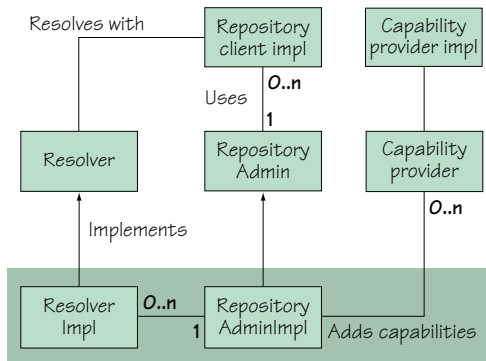 Resolves with
Repository
client impl
Capability
provider impl
0..n
Uses
1
Resolver
Repository
Admin
Capability
provider
0..n
Implements
Resolver
Impl
0..n
1
Repository
AdminImpl
Adds capabilities